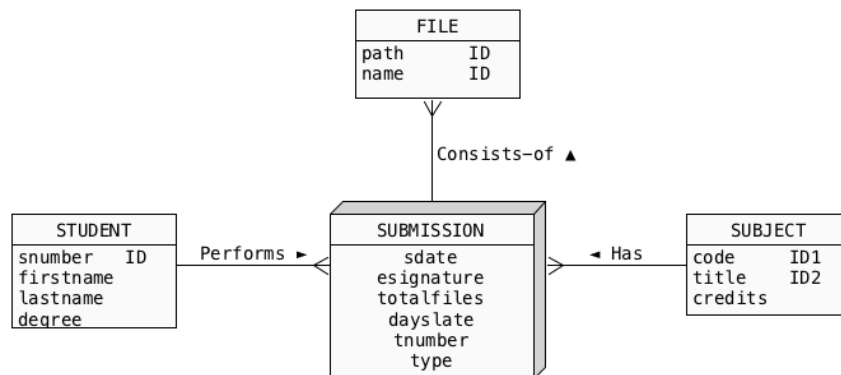 FILE
path ID
name ID
Consists-of ▲
STUDENT
snumber ID
firstname
lastname
degree
Performs ►
SUBMISSION
sdate
esignature
totalfiles
dayslate
tnumber
type
◄ Has
SUBJECT
code ID1
title ID2
credits